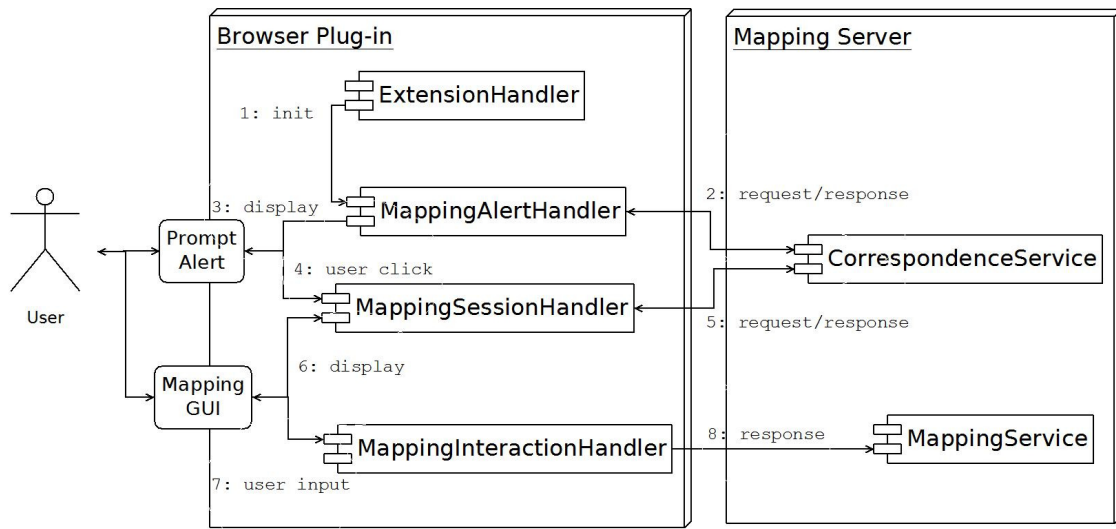 Browser Plug-in
Mapping Server
ExtensionHandler
1: init
MappingAlertHandler
2: request/response
3: display
Prompt
Alert
CorrespondenceService
4: user click
MappingSessionHandler
User
5: request/response
6: display
Mapping
GUI
MappingInteractionHandler
8: response
MappingService
7: user input